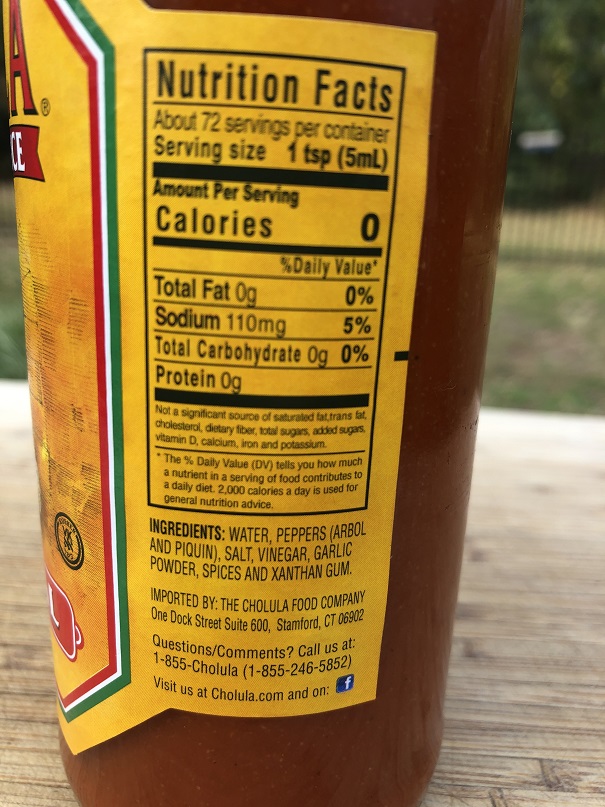 A®
CE
Nutrition Facts
About 72 servings per container
Serving size 1 tsp (5mL)
Amount Per Serving
Calories 0
%Daily Value*
Total Fat 0g 0%
Sodium 110mg 5%
Total Carbohydrate 0g 0%
Protein 0g
Not a significant source of saturated fat,trans fat,
cholesterol, dietary fiber, total sugars, added sugars,
vitamin D, calcium, iron and potassium.
* The % Daily Value (DV) tells you how much
a nutrient in a serving of food contributes to
a daily diet. 2,000 calories a day is used for
general nutrition advice.
INGREDIENTS: WATER, PEPPERS (ARBOL
AND PIQUIN), SALT, VINEGAR, GARLIC
POWDER, SPICES AND XANTHAN GUM.
IMPORTED BY: THE CHOLULA FOOD COMPANY
One Dock Street Suite 600, Stamford, CT 06902
Questions/Comments? Call us at:
1-855-Cholula (1-855-246-5852)
Visit us at Cholula.com and on: f
L